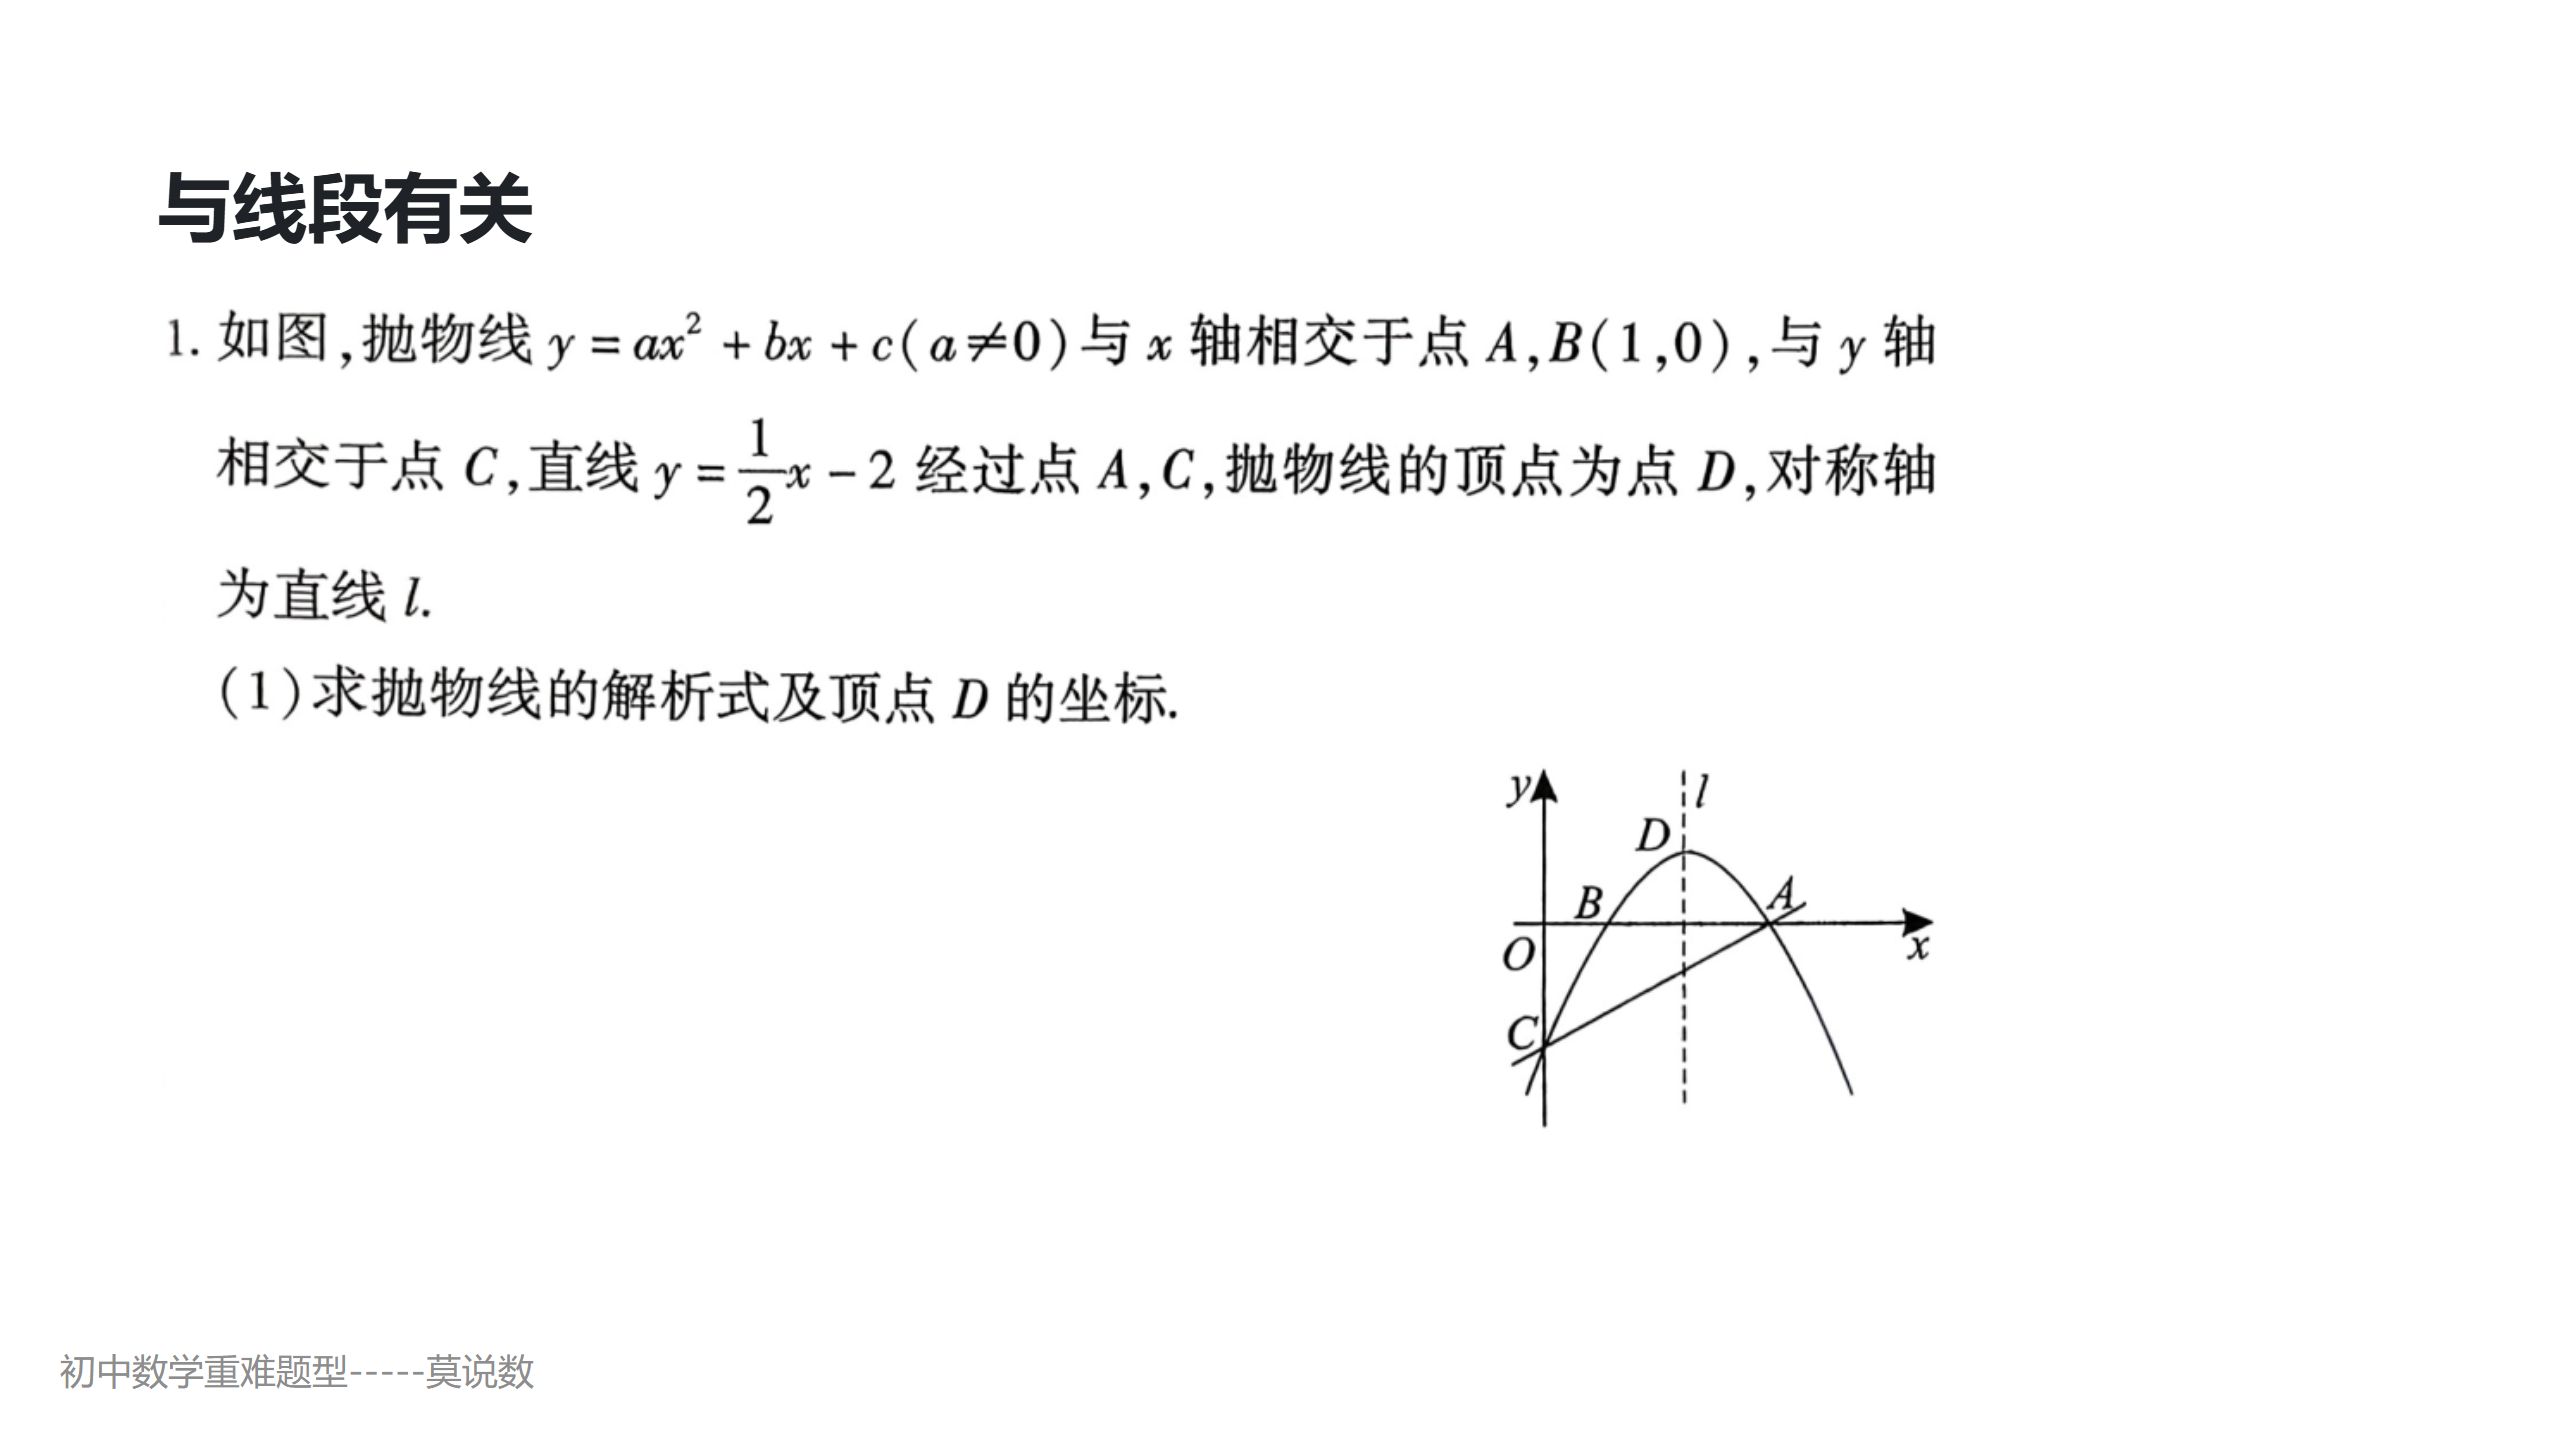 与线段有关
1. 如图,抛物线 y = ax² + bx + c(a≠0)与 x 轴相交于点 A,B(1,0),与 y 轴
相交于点 C,直线 y = 1/2 x - 2 经过点 A,C,抛物线的顶点为点 D,对称轴
为直线 l.
(1)求抛物线的解析式及顶点 D 的坐标.
y
l
D
B
A
O
x
C
初中数学重难题型-----莫说数